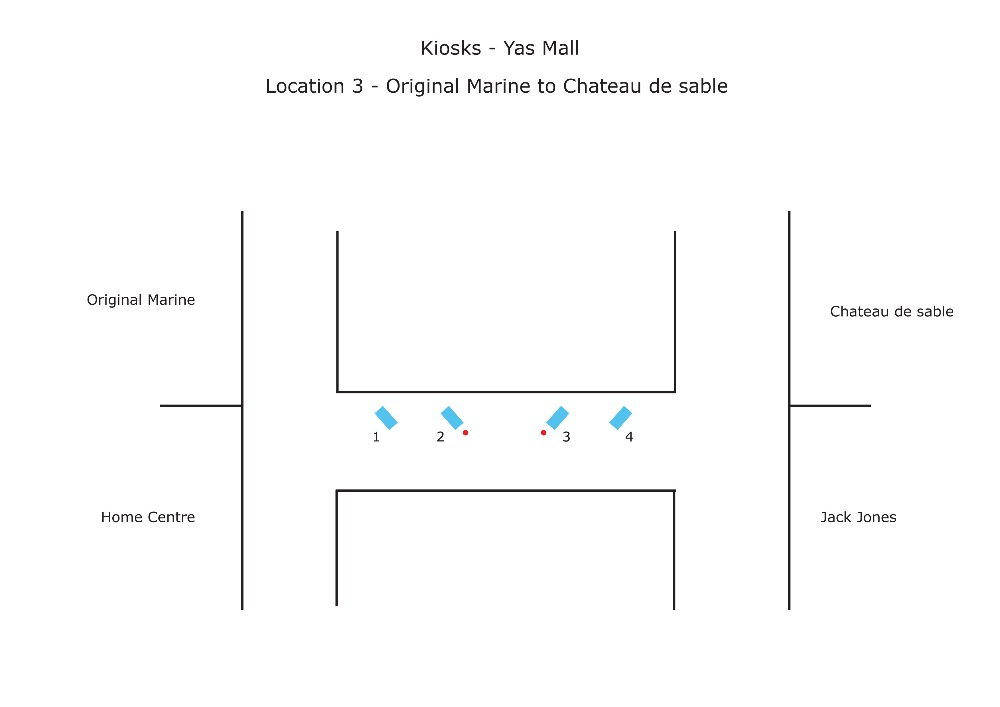 Kiosks - Yas Mall
Location 3 - Original Marine to Chateau de sable
Original Marine
Chateau de sable
1
2
3
4
Home Centre
Jack Jones